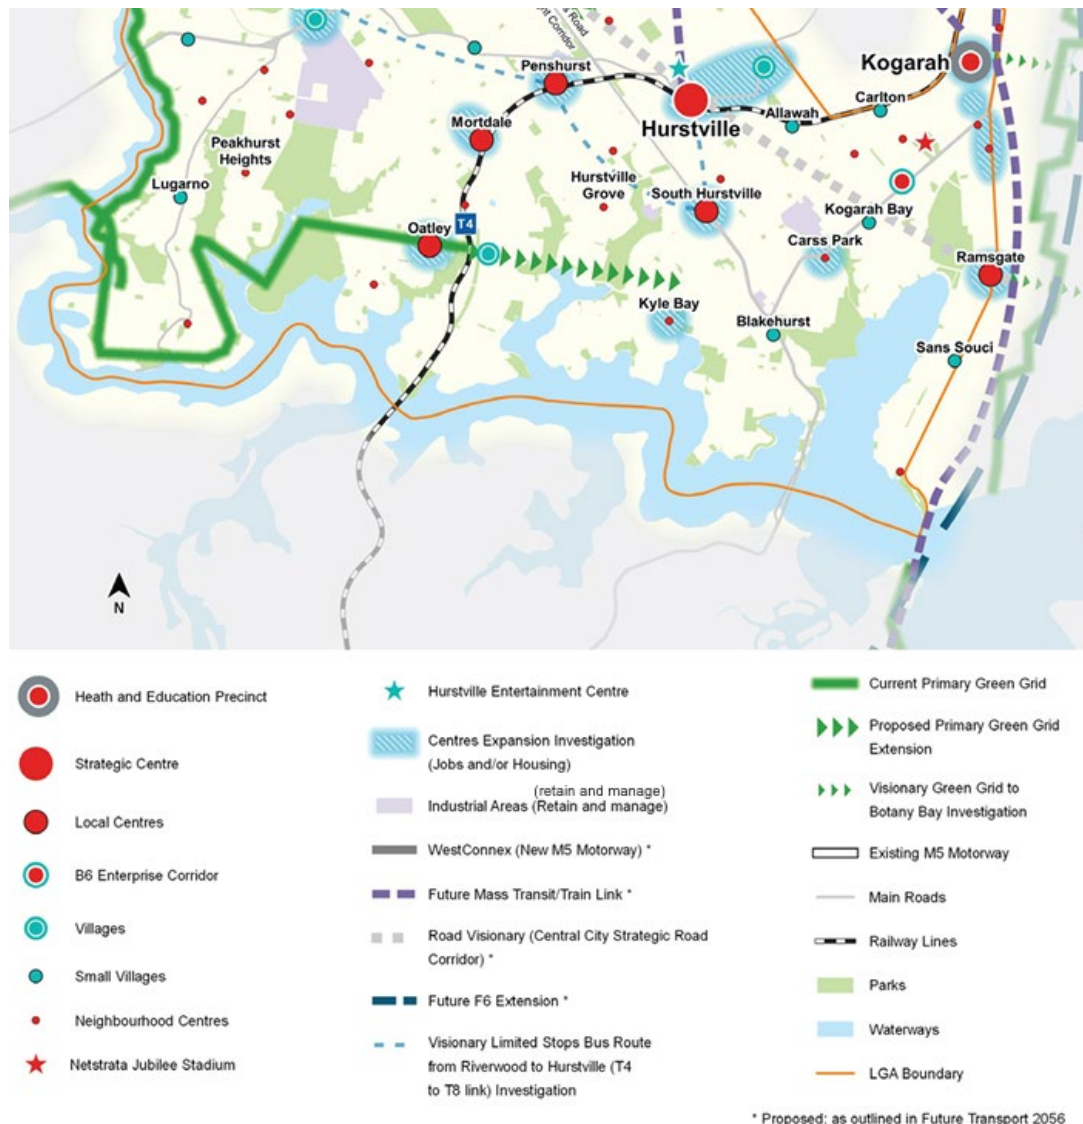 Road
nt Corridor
Penshurst
Kogarah
Mortdale
Hurstville
Allawah
Carlton
Peakhurst
Heights
Lugarno
Hurstville
Grove
South Hurstville
Kogarah Bay
T4
Oatley
Carss Park
Ramsgate
Kyle Bay
Blakehurst
Sans Souci
N
Heath and Education Precinct
Strategic Centre
Local Centres
B6 Enterprise Corridor
Villages
Small Villages
Neighbourhood Centres
Netstrata Jubilee Stadium
Hurstville Entertainment Centre
Centres Expansion Investigation
(Jobs and/or Housing)
(retain and manage)
Industrial Areas (Retain and manage)
WestConnex (New M5 Motorway) *
Future Mass Transit/Train Link *
Road Visionary (Central City Strategic Road
Corridor) *
Future F6 Extension *
Visionary Limited Stops Bus Route
from Riverwood to Hurstville (T4
to T8 link) Investigation
Current Primary Green Grid
Proposed Primary Green Grid
Extension
Visionary Green Grid to
Botany Bay Investigation
Existing M5 Motorway
Main Roads
Railway Lines
Parks
Waterways
LGA Boundary
* Proposed: as outlined in Future Transport 2056